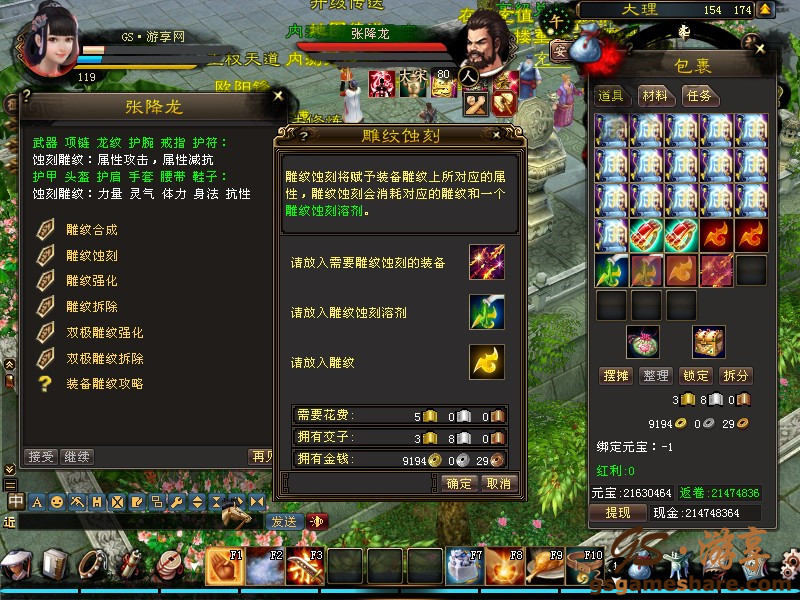 GS·游享网
119
张降龙
80
大理
154 174
午
人
张降龙
武器 项链 龙纹 护腕 戒指 护符：
蚀刻雕纹：属性攻击，属性减抗
护甲 头盔 护肩 手套 腰带 鞋子：
蚀刻雕纹：力量 灵气 体力 身法 抗性
雕纹合成
雕纹蚀刻
雕纹强化
雕纹拆除
双极雕纹强化
双极雕纹拆除
装备雕纹攻略
接受 继续
雕纹蚀刻
雕纹蚀刻将赋予装备雕纹上所对应的属
性，雕纹蚀刻会消耗对应的雕纹和一个
雕纹蚀刻溶剂。
请放入需要雕纹蚀刻的装备
请放入雕纹蚀刻溶剂
请放入雕纹
需要花费： 5 0 0
拥有交子： 3 8 0
拥有金钱： 9194 0 29
确定 取消
包裹
道具 材料 任务
摆摊 整理 锁定 拆分
3 8 0
9194 0 29
绑定元宝：-1
红利:0
元宝:21630464 返卷:21474836
提现 现金:214748364
中
近
发送
F1 F2 F3 F7 F8 F9 F10
GS 游享
gsgameshare.com